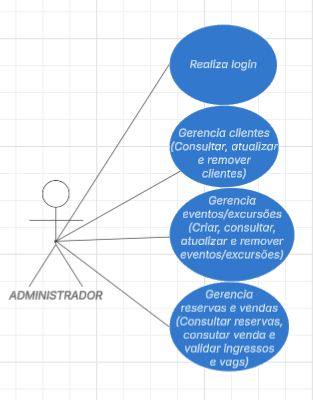 Realiza login
Gerencia clientes
(Consultar, atualizar
e remover
clientes)
Gerencia
eventos/excursões
(Criar, consultar,
atualizar e remover
eventos/excursões)
ADMINISTRADOR
Gerencia
reservas e vendas
(Consultar reservas,
consutar venda e
validar ingressos
e vags)